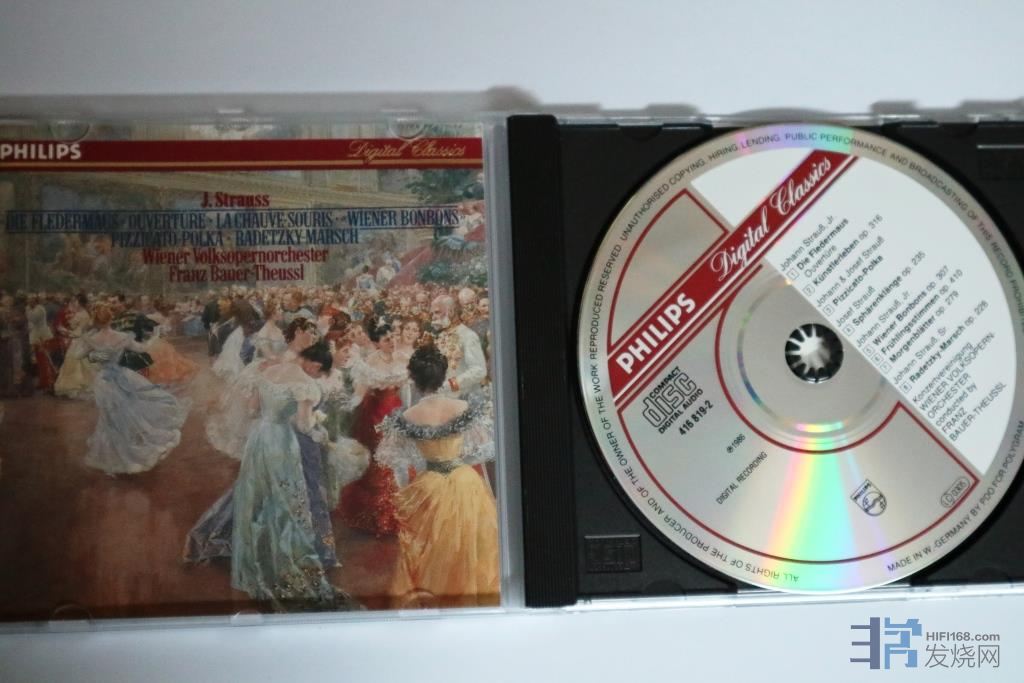 PHILIPS
Digital Classics
J. Strauss
DIE FLEDERMAUS · OUVERTURE · LA CHAUVE SOURIS · WIENER BONBONS
PIZZICATO-POLKA · RADETZKY-MARSCH
Wiener Volksopernorchester
Franz Bauer-Theussl
ALL RIGHTS OF THE PRODUCER AND OF THE OWNER OF THE WORK REPRODUCED RESERVED UNAUTHORISED COPYING, HIRING, LENDING, PUBLIC PERFORMANCE AND BROADCASTING OF THIS RECORD PROHIBITED
MADE IN W.-GERMANY BY PDO FOR POLYGRAM
PHILIPS
Digital Classics
COMPACT
disc
DIGITAL AUDIO
416 819-2
℗ 1986
DIGITAL RECORDING
Johann Strauß, Jr.
1 Die Fledermaus
Ouvertüre
2 Künstlerleben op. 316
Johann & Josef Strauß
3 Pizzicato-Polka
Josef Strauß
4 Sphärenklänge op. 235
Johann Strauß, Jr.
5 Wiener Bonbons op. 307
6 Frühlingsstimmen op. 410
7 Morgenblätter op. 279
Johann Strauß, Sr.
8 Radetzky-Marsch op. 228
Konzertvereinigung
WIENER VOLKSOPERN-
ORCHESTER
conducted by
FRANZ
BAUER-THEUSSL
PHILIPS
LC 0305
HIFI168.com
发烧网